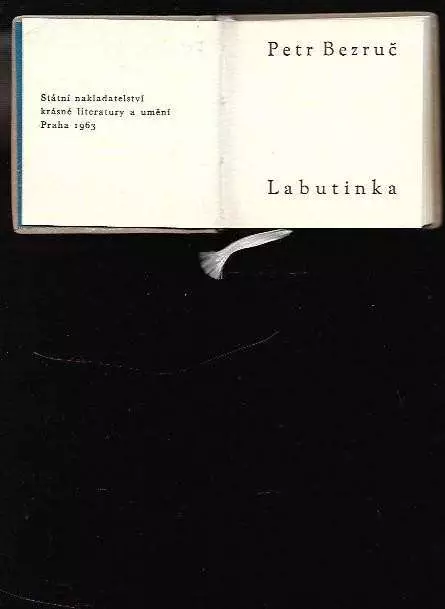 Státní nakladatelství
krásné literatury a umění
Praha 1963
Petr Bezruč
Labutinka